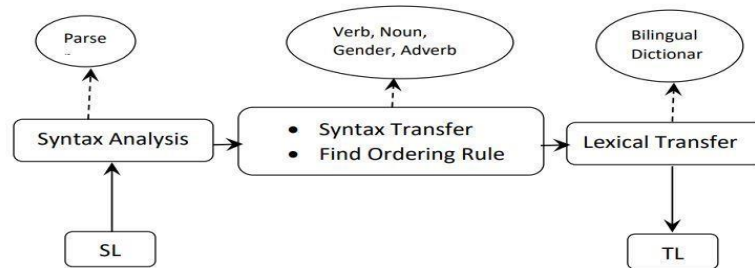 Parse
Verb, Noun,
Gender, Adverb
Bilingual
Dictionar
Syntax Analysis
• Syntax Transfer
• Find Ordering Rule
Lexical Transfer
SL
TL